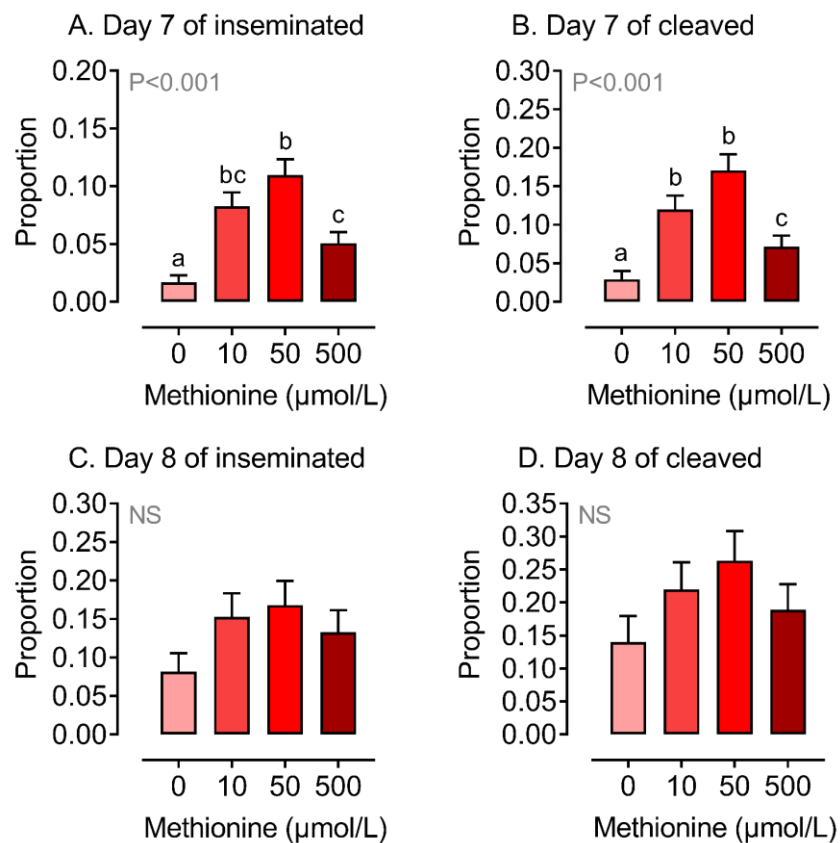 A. Day 7 of inseminated
P<0.001
Proportion
0.20
0.15
0.10
0.05
0.00
a
bc
b
c
0 10 50 500
Methionine (µmol/L)
B. Day 7 of cleaved
P<0.001
Proportion
0.30
0.25
0.20
0.15
0.10
0.05
0.00
a
b
b
c
0 10 50 500
Methionine (µmol/L)
C. Day 8 of inseminated
NS
Proportion
0.30
0.25
0.20
0.15
0.10
0.05
0.00
0 10 50 500
Methionine (µmol/L)
D. Day 8 of cleaved
NS
Proportion
0.35
0.30
0.25
0.20
0.15
0.10
0.05
0.00
0 10 50 500
Methionine (µmol/L)